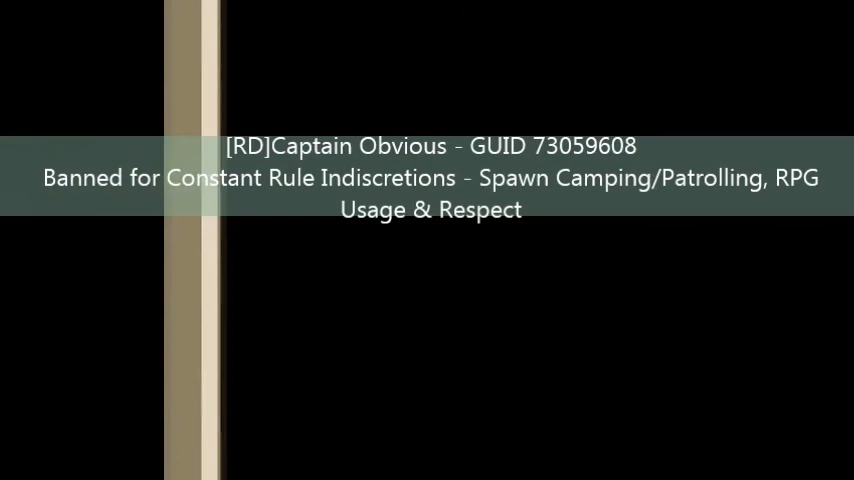 [RD]Captain Obvious - GUID 73059608
Banned for Constant Rule Indiscretions - Spawn Camping/Patrolling, RPG
Usage & Respect